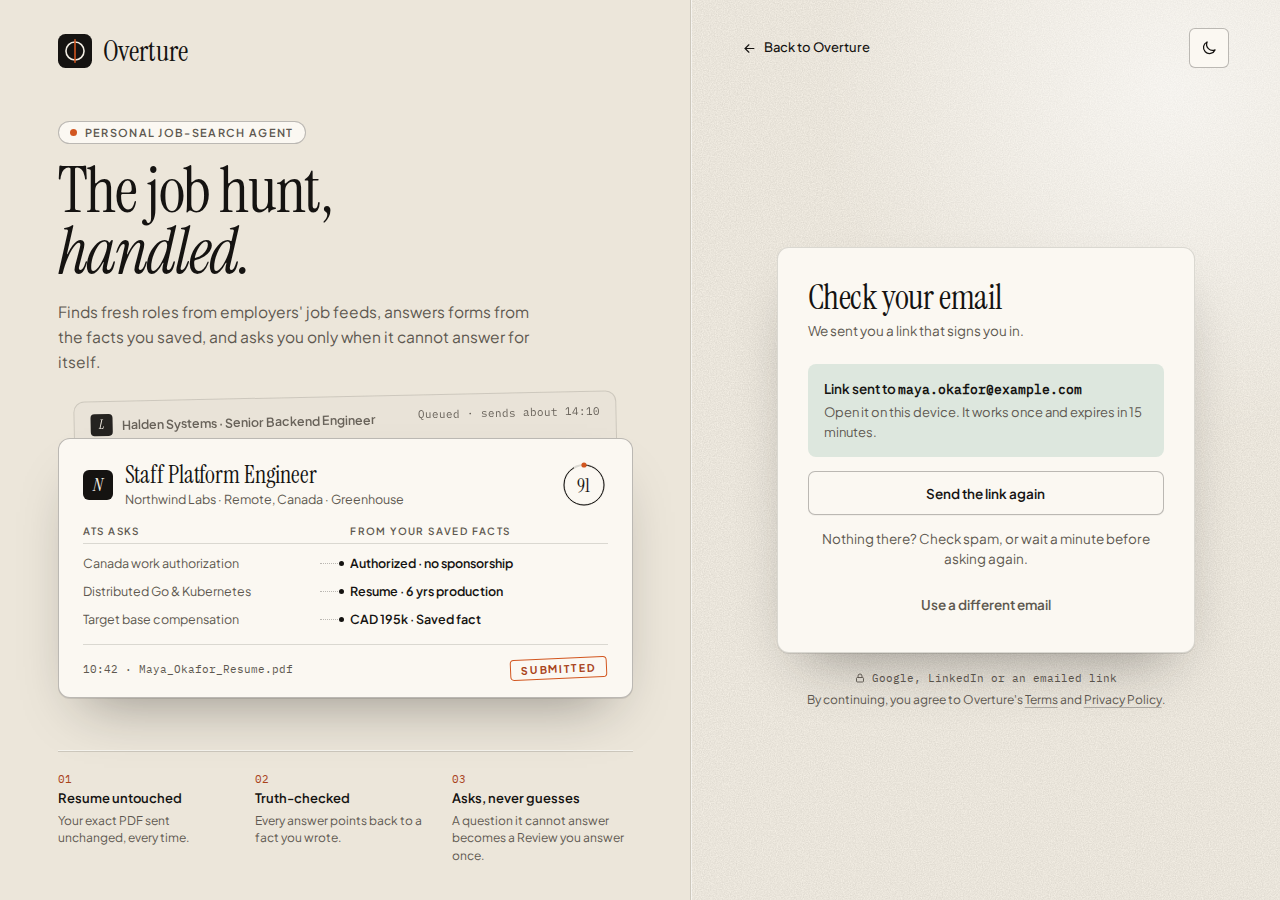 Overture
PERSONAL JOB-SEARCH AGENT
The job hunt,
handled.
Finds fresh roles from employers' job feeds, answers forms from
the facts you saved, and asks you only when it cannot answer for
itself.
L Halden Systems · Senior Backend Engineer Queued · sends about 14:10
N Staff Platform Engineer 91
Northwind Labs · Remote, Canada · Greenhouse
ATS ASKS FROM YOUR SAVED FACTS
Canada work authorization Authorized · no sponsorship
Distributed Go & Kubernetes Resume · 6 yrs production
Target base compensation CAD 195k · Saved fact
10:42 · Maya_Okafor_Resume.pdf SUBMITTED
01
Resume untouched
Your exact PDF sent
unchanged, every time.
02
Truth-checked
Every answer points back to a
fact you wrote.
03
Asks, never guesses
A question it cannot answer
becomes a Review you answer
once.
← Back to Overture
Check your email
We sent you a link that signs you in.
Link sent to maya.okafor@example.com
Open it on this device. It works once and expires in 15
minutes.
Send the link again
Nothing there? Check spam, or wait a minute before
asking again.
Use a different email
Google, LinkedIn or an emailed link
By continuing, you agree to Overture's Terms and Privacy Policy.